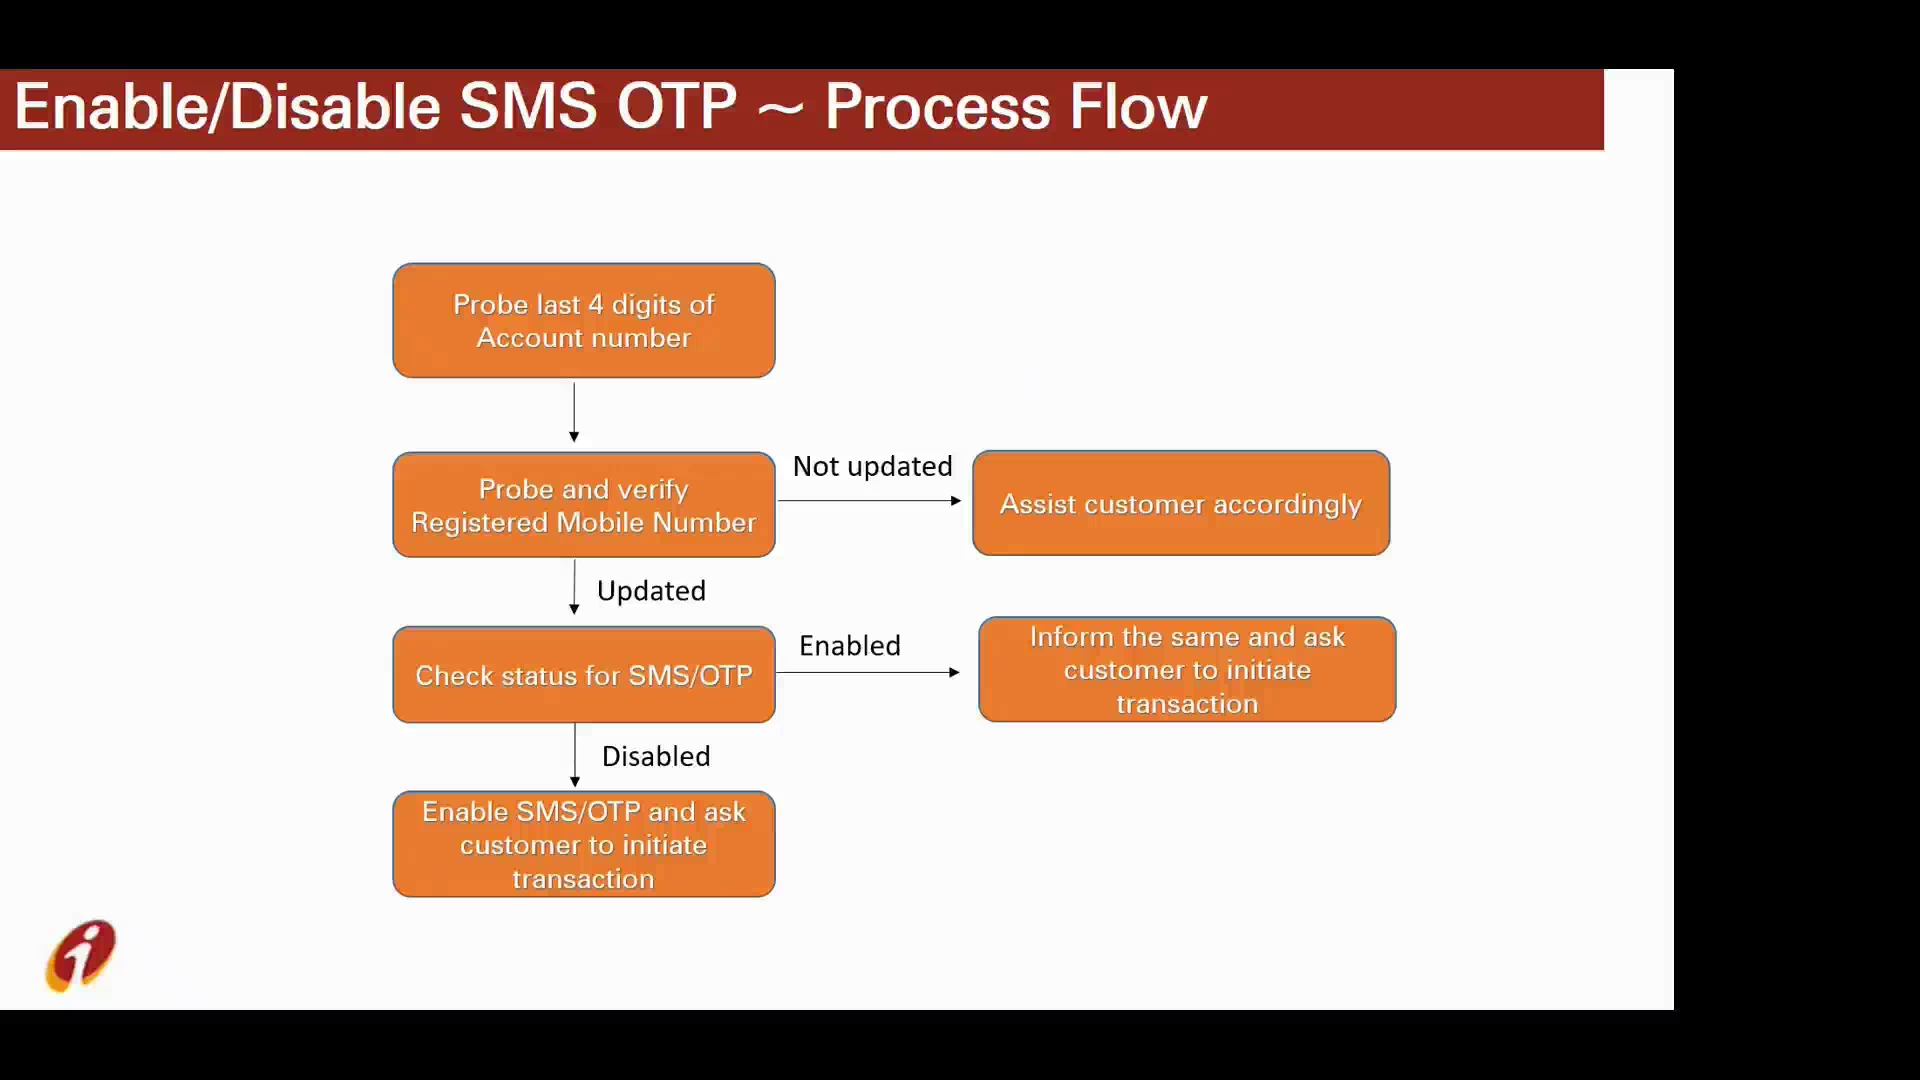 Enable/Disable SMS OTP ~ Process Flow
Probe last 4 digits of
Account number
Probe and verify
Registered Mobile Number
Not updated
Assist customer accordingly
Updated
Check status for SMS/OTP
Enabled
Inform the same and ask
customer to initiate
transaction
Disabled
Enable SMS/OTP and ask
customer to initiate
transaction